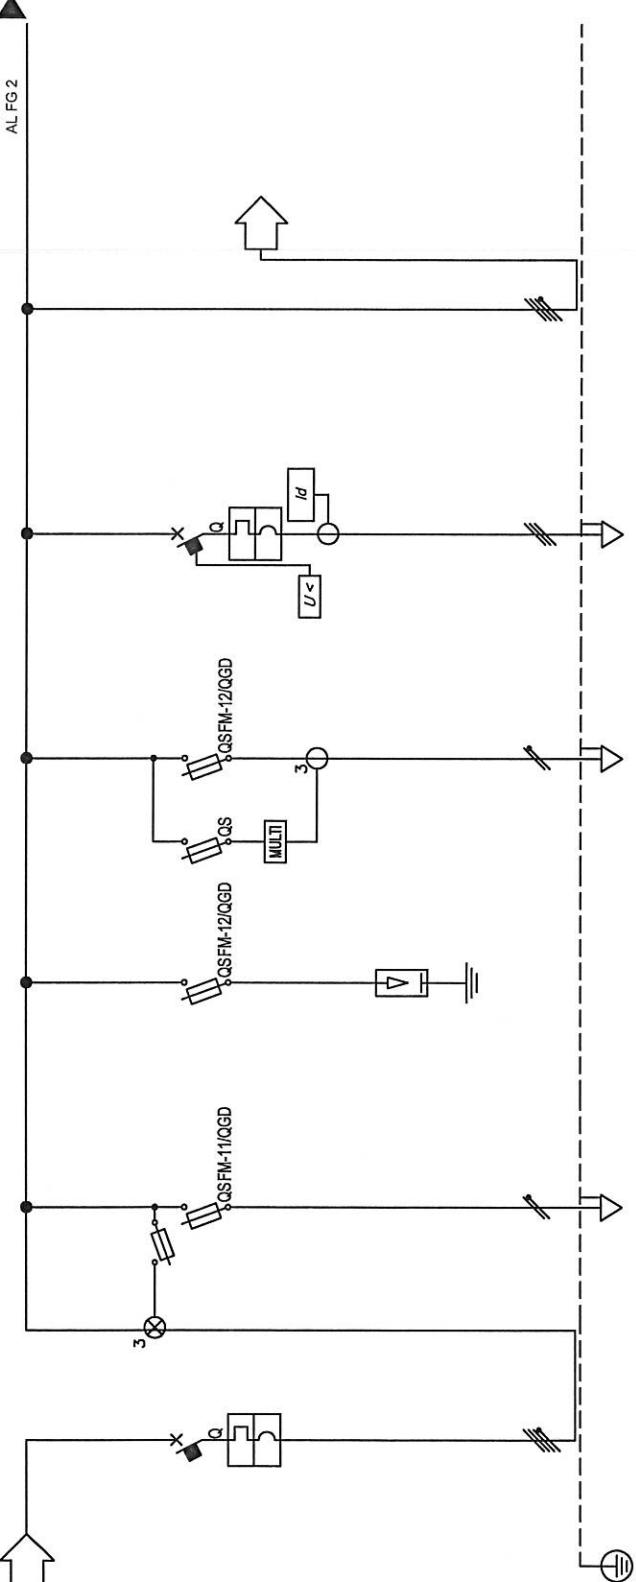 AL FG 2
Q
Id
U <
QSFM-12/QGD
3
QS
MULTI
QSFM-12/QGD
QSFM-11/QGD
3
Q